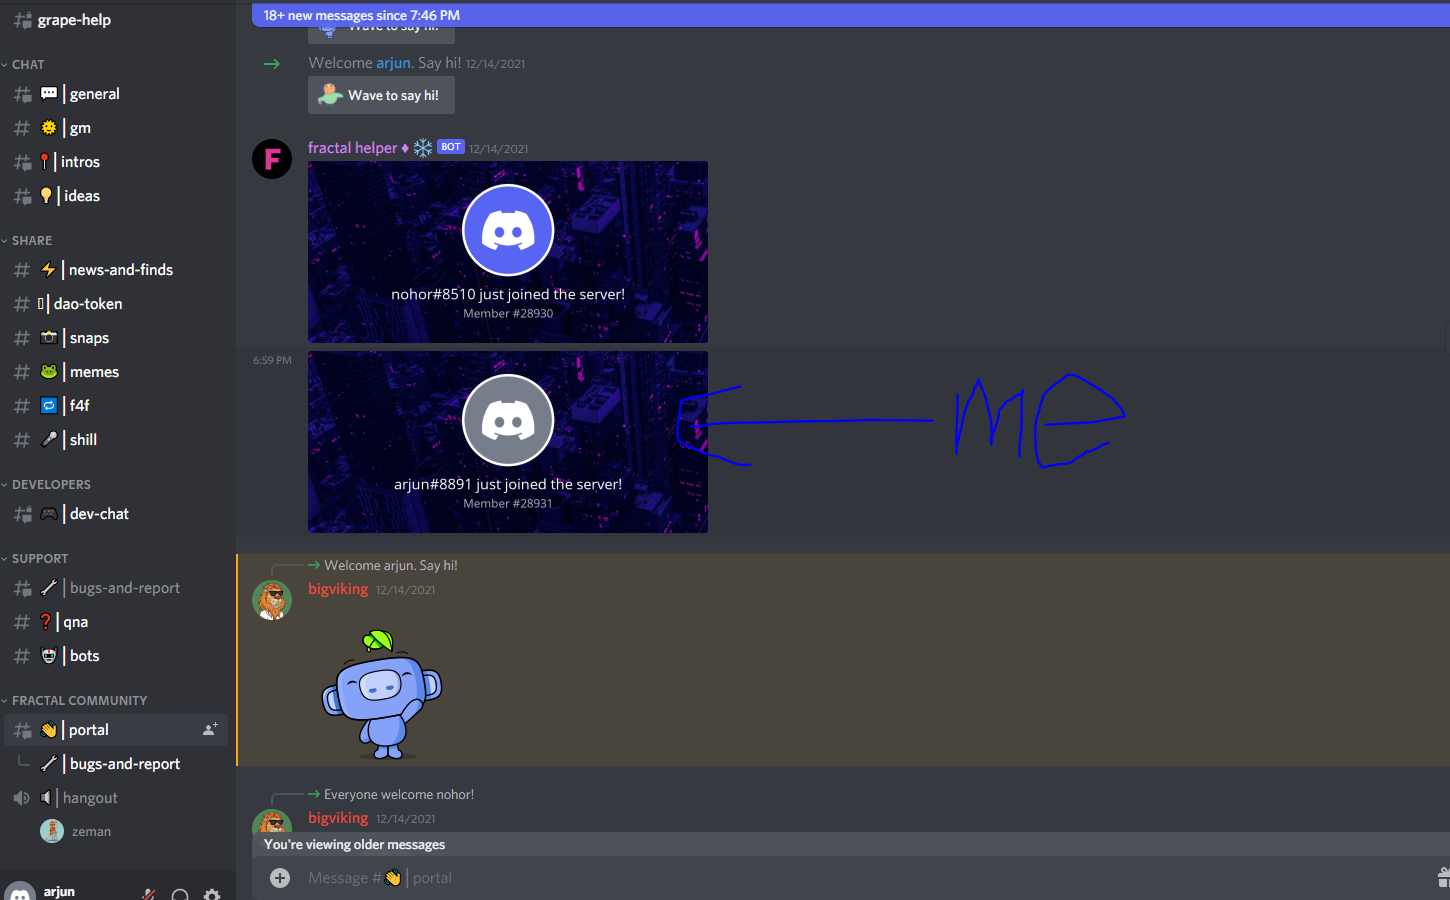 grape-help
CHAT
general
gm
intros
ideas
SHARE
news-and-finds
dao-token
snaps
memes
f4f
shill
DEVELOPERS
dev-chat
SUPPORT
bugs-and-report
qna
bots
FRACTAL COMMUNITY
portal
bugs-and-report
hangout
zeman
arjun
18+ new messages since 7:46 PM
Wave to say hi!
Welcome arjun. Say hi! 12/14/2021
Wave to say hi!
F
fractal helper BOT 12/14/2021
nohor#8510 just joined the server!
Member #28930
6:59 PM
arjun#8891 just joined the server!
Member #28931
ME
Welcome arjun. Say hi!
bigviking 12/14/2021
Everyone welcome nohor!
bigviking 12/14/2021
You're viewing older messages
Message # | portal